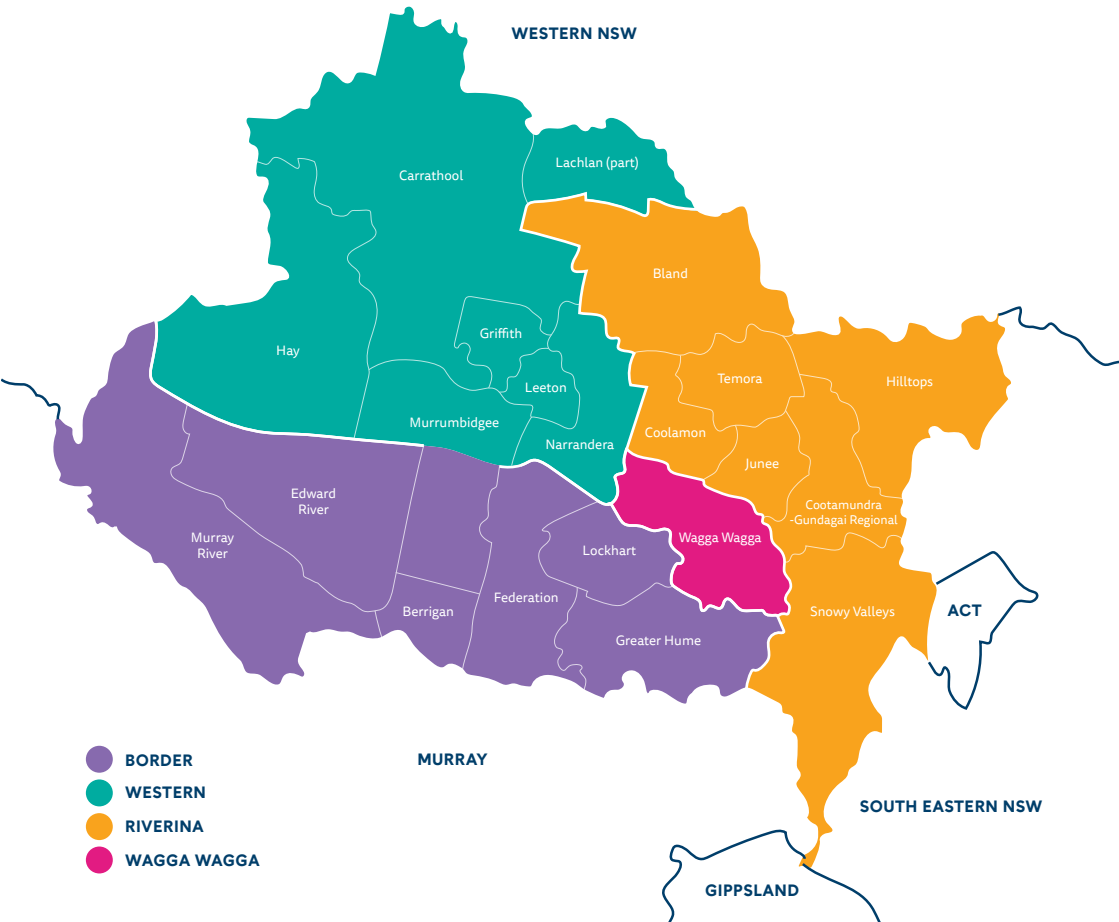 WESTERN NSW
Lachlan (part)
Carrathool
Bland
Griffith
Hay
Temora
Hilltops
Leeton
Murrumbidgee
Coolamon
Narrandera
Junee
Edward
River
Cootamundra
-Gundagai Regional
Murray
River
Wagga Wagga
Lockhart
Federation
Berrigan
Snowy Valleys
ACT
Greater Hume
MURRAY
BORDER
WESTERN
RIVERINA
WAGGA WAGGA
SOUTH EASTERN NSW
GIPPSLAND